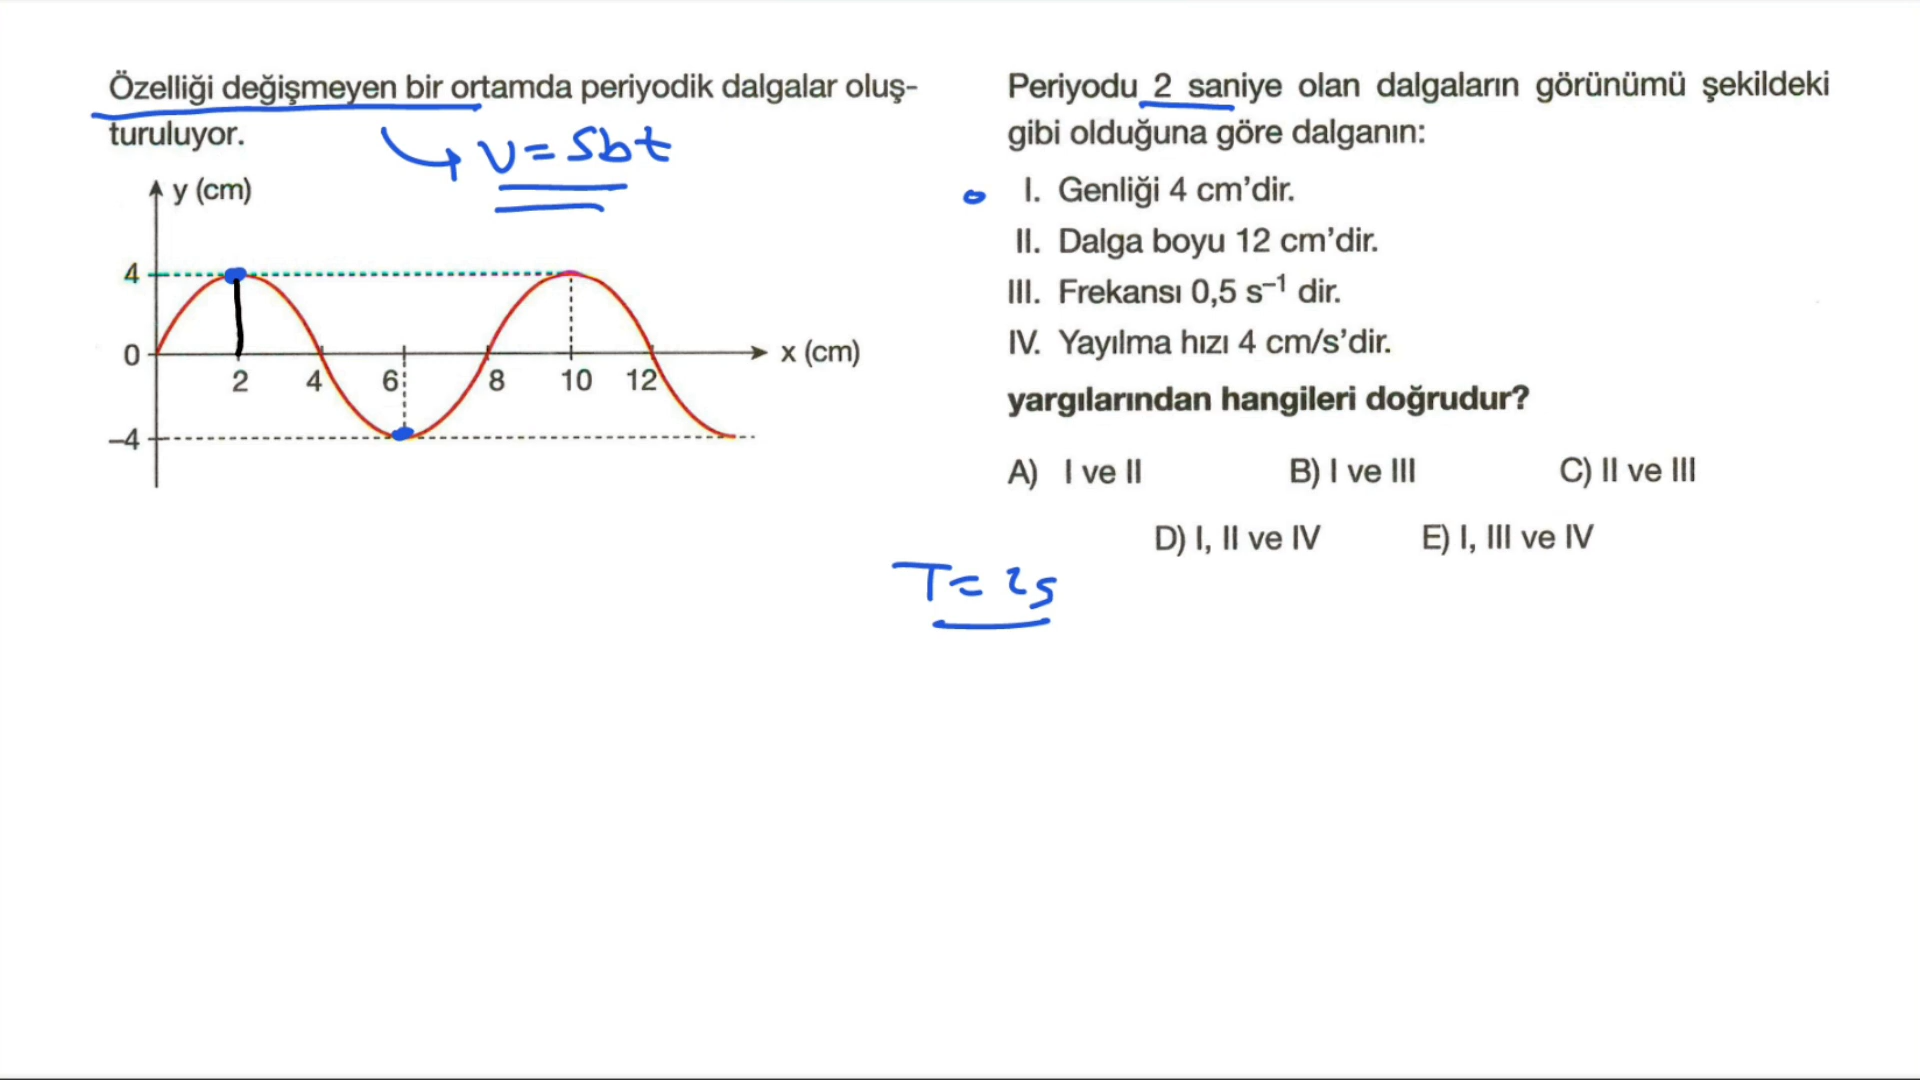 Özelliği değişmeyen bir ortamda periyodik dalgalar oluş-
turuluyor.
v = sbt
y (cm)
4
0
2 4 6 8 10 12
x (cm)
–4
Periyodu 2 saniye olan dalgaların görünümü şekildeki
gibi olduğuna göre dalganın:
I. Genliği 4 cm’dir.
II. Dalga boyu 12 cm’dir.
III. Frekansı 0,5 s⁻¹ dir.
IV. Yayılma hızı 4 cm/s’dir.
yargılarından hangileri doğrudur?
A) I ve II B) I ve III C) II ve III
D) I, II ve IV E) I, III ve IV
T = 2s